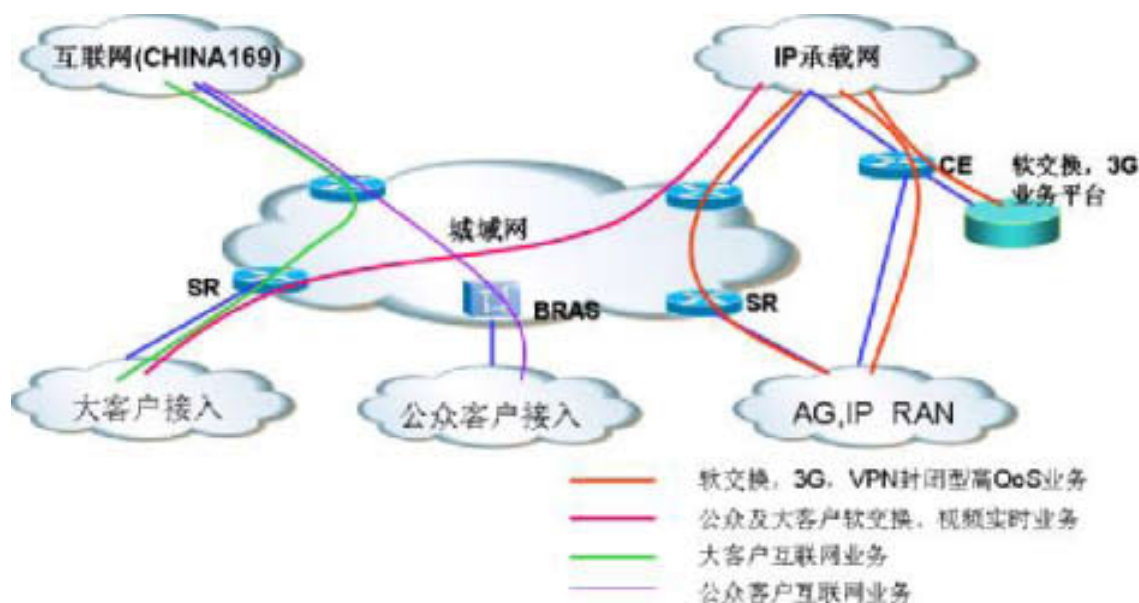 互联网(CHINA169)
IP承载网
CE
软交换，3G
业务平台
城域网
SR
BRAS
SR
大客户接入
公众客户接入
AG,IP RAN
软交换，3G，VPN封闭型高QoS业务
公众及大客户软交换、视频实时业务
大客户互联网业务
公众客户互联网业务